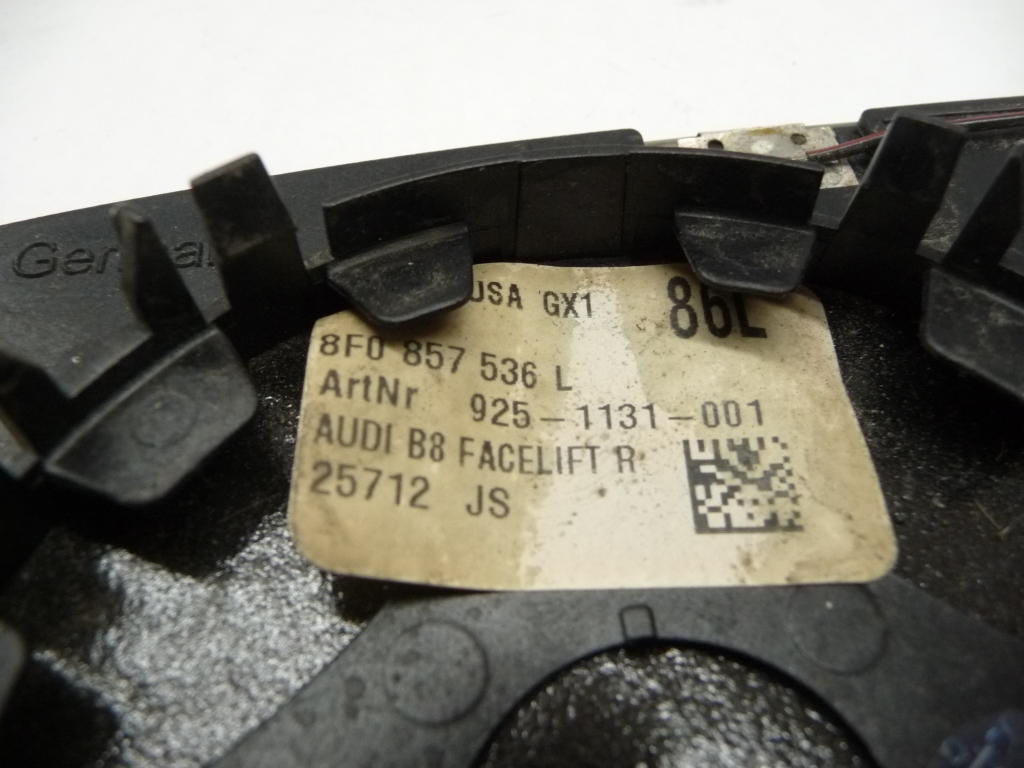 USA GX1
86L
8F0 857 536 L
ArtNr 925-1131-001
AUDI B8 FACELIFT R
25712 JS